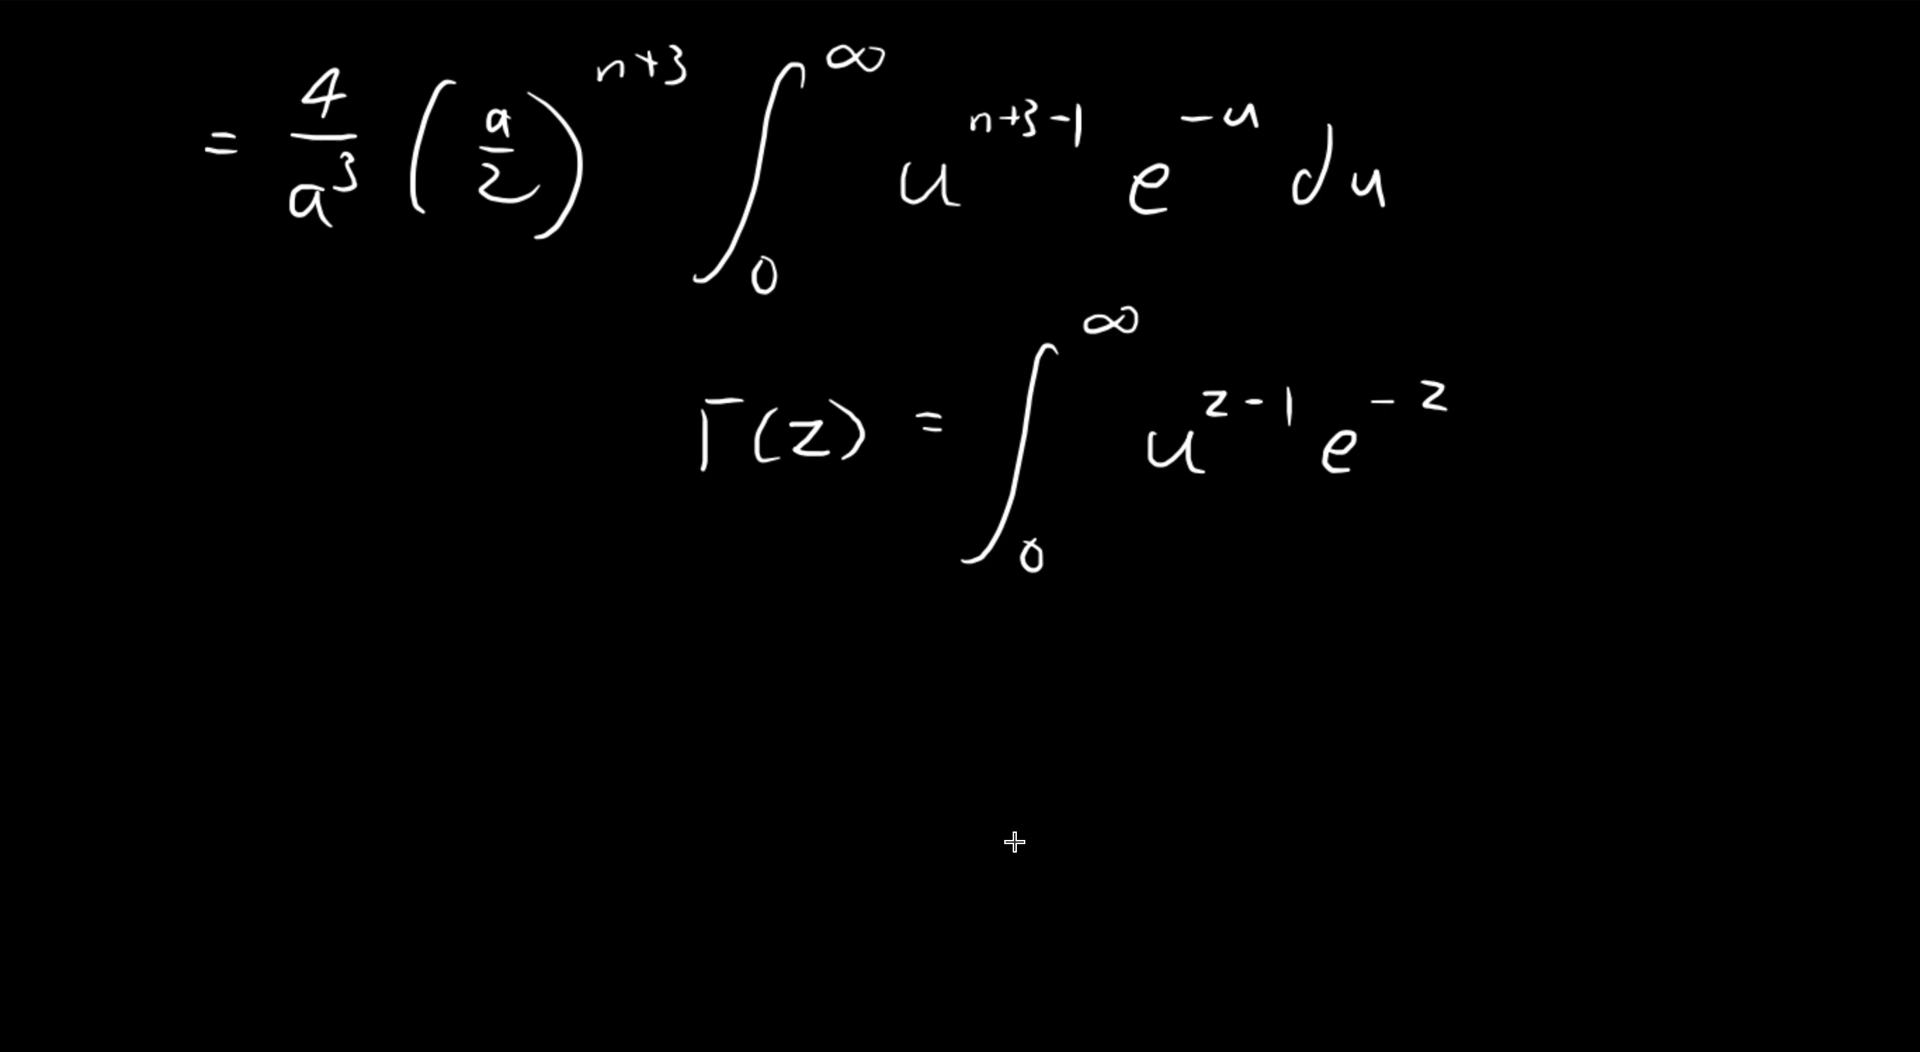 = 4/a³ (a/2)^(n+3) ∫₀^∞ u^(n+3-1) e^(-u) du
Γ(z) = ∫₀^∞ u^(z-1) e^(-z)